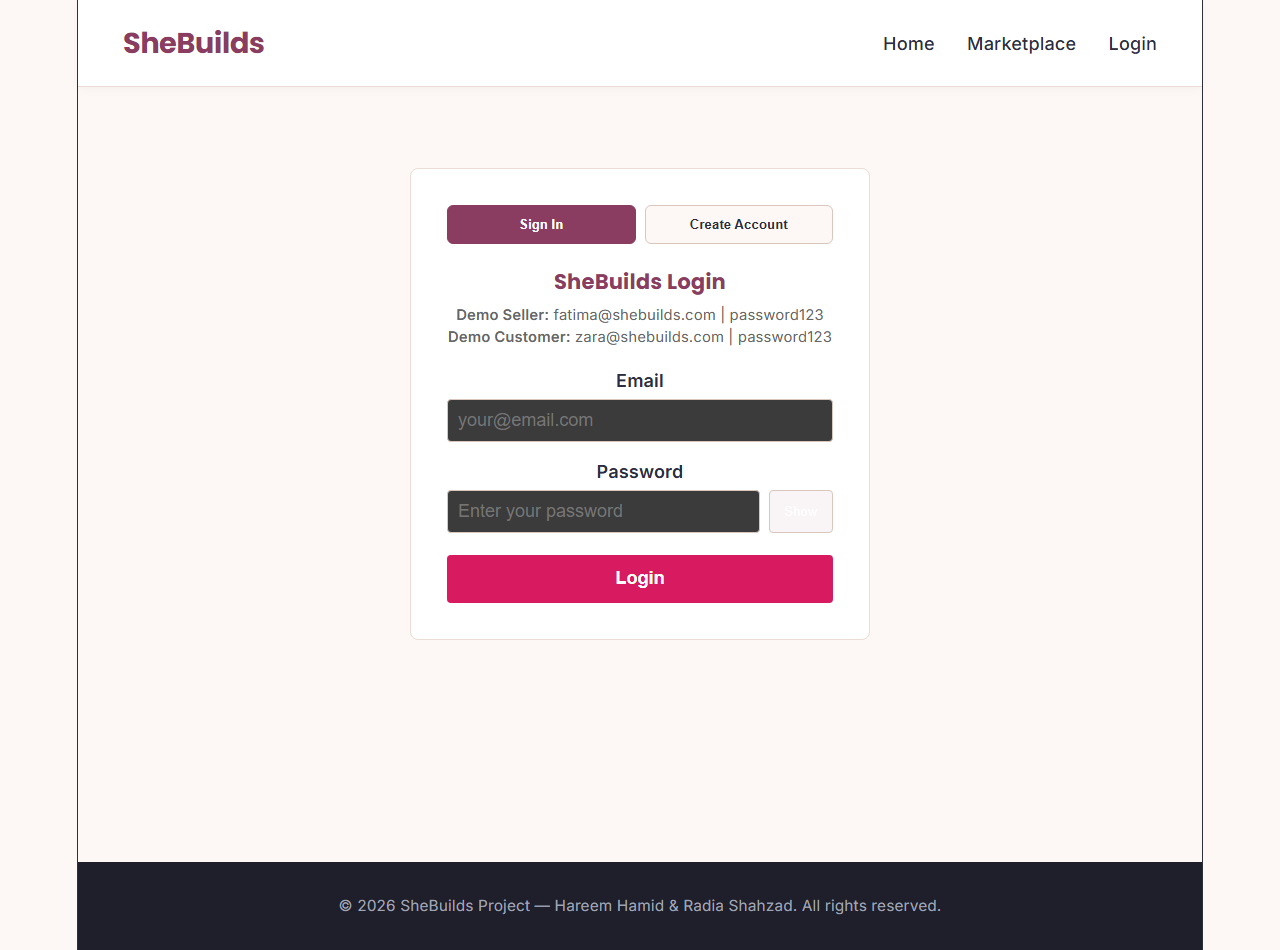 SheBuilds
Home Marketplace Login
Sign In Create Account
SheBuilds Login
Demo Seller: fatima@shebuilds.com | password123
Demo Customer: zara@shebuilds.com | password123
Email
your@email.com
Password
Enter your password Show
Login
© 2026 SheBuilds Project — Hareem Hamid & Radia Shahzad. All rights reserved.